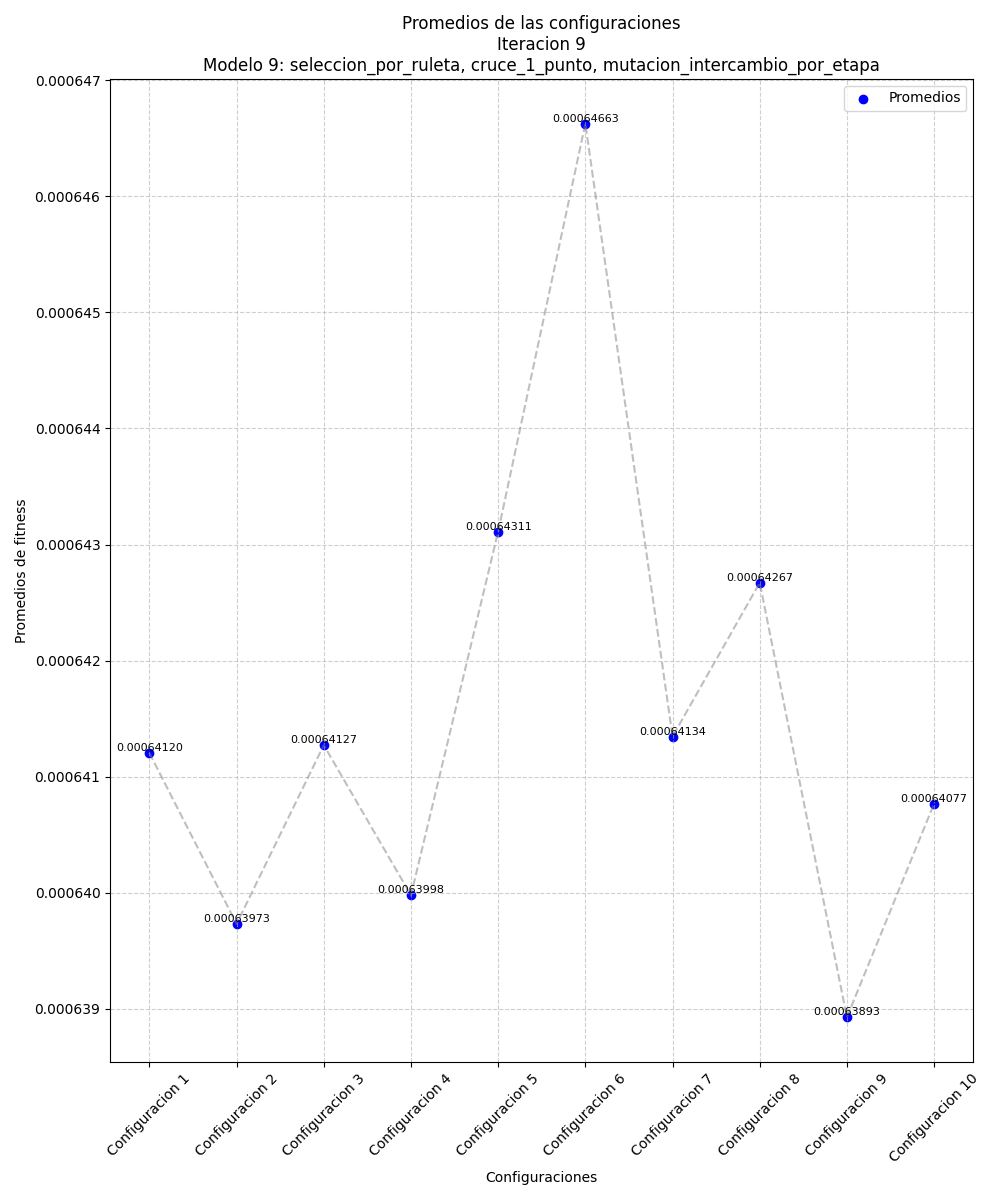 Promedios de las configuraciones
Iteracion 9
Modelo 9: seleccion_por_ruleta, cruce_1_punto, mutacion_intercambio_por_etapa
Promedios
0.000647
0.000646
0.000645
0.000644
0.000643
0.000642
0.000641
0.000640
0.000639
Promedios de fitness
0.00064120
0.00063973
0.00064127
0.00063998
0.00064311
0.00064663
0.00064134
0.00064267
0.00063893
0.00064077
Configuracion 1
Configuracion 2
Configuracion 3
Configuracion 4
Configuracion 5
Configuracion 6
Configuracion 7
Configuracion 8
Configuracion 9
Configuracion 10
Configuraciones